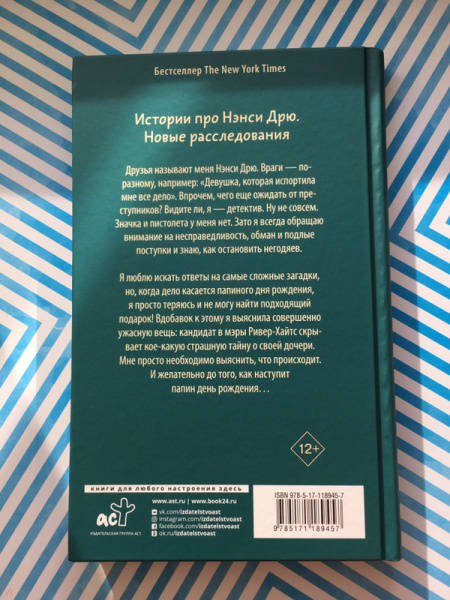 Бестселлер The New York Times
Истории про Нэнси Дрю.
Новые расследования
Друзья называют меня Нэнси Дрю. Враги — по-
разному, например: «Девушка, которая испортила
мне все дело». Впрочем, чего еще ожидать от пре-
ступников? Видите ли, я — детектив. Ну не совсем.
Значка и пистолета у меня нет. Зато я всегда обращаю
внимание на несправедливость, обман и подлые
поступки и знаю, как остановить негодяев.
Я люблю искать ответы на самые сложные загадки,
но, когда дело касается папиного дня рождения,
я просто теряюсь и не могу найти подходящий
подарок! Вдобавок к этому я выяснила совершенно
ужасную вещь: кандидат в мэры Ривер-Хайтс скры-
вает кое-какую страшную тайну о своей дочери.
Мне просто необходимо выяснить, что происходит.
И желательно до того, как наступит
папин день рождения...
12+
книги для любого настроения здесь
аст
ИЗДАТЕЛЬСКАЯ ГРУППА АСТ
www.ast.ru | www.book24.ru
vk.com/izdatelstvoast
instagram.com/izdatelstvoast
facebook.com/izdatelstvoast
ok.ru/izdatelstvoast
ISBN 978-5-17-118945-7
9 785171 189457